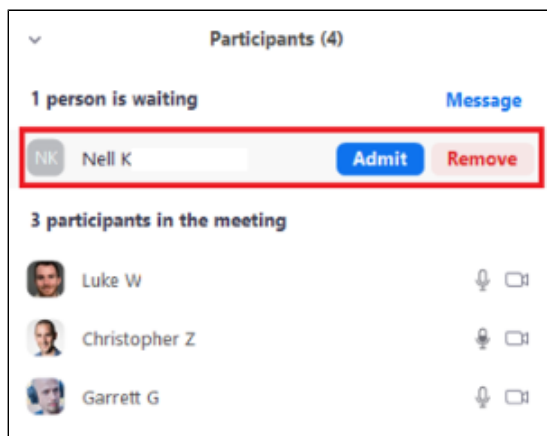 Participants (4)
1 person is waiting Message
NK Nell K Admit Remove
3 participants in the meeting
Luke W
Christopher Z
Garrett G